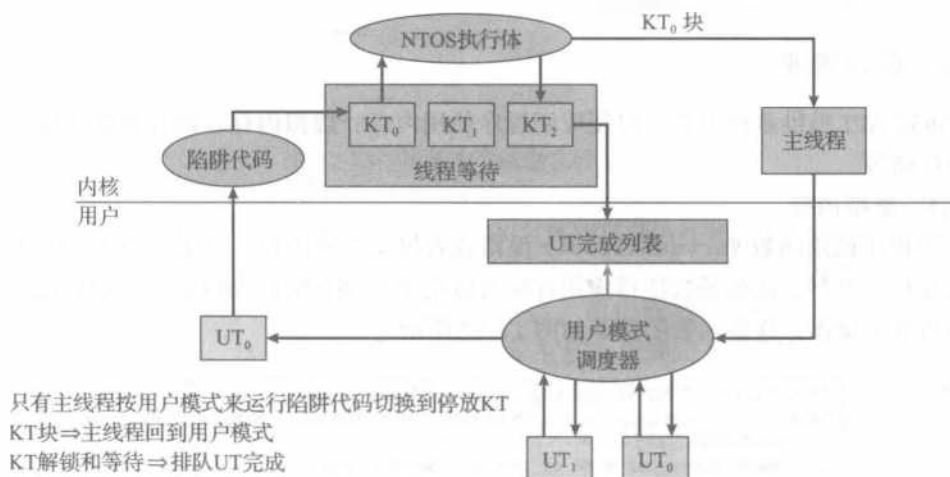 NTOS执行体
KT₀ 块
KT₀
KT₁
KT₂
线程等待
陷阱代码
主线程
内核
用户
UT完成列表
UT₀
用户模式
调度器
只有主线程按用户模式来运行陷阱代码切换到停放KT
KT块⇒主线程回到用户模式
KT解锁和等待⇒排队UT完成
UT₁
UT₀